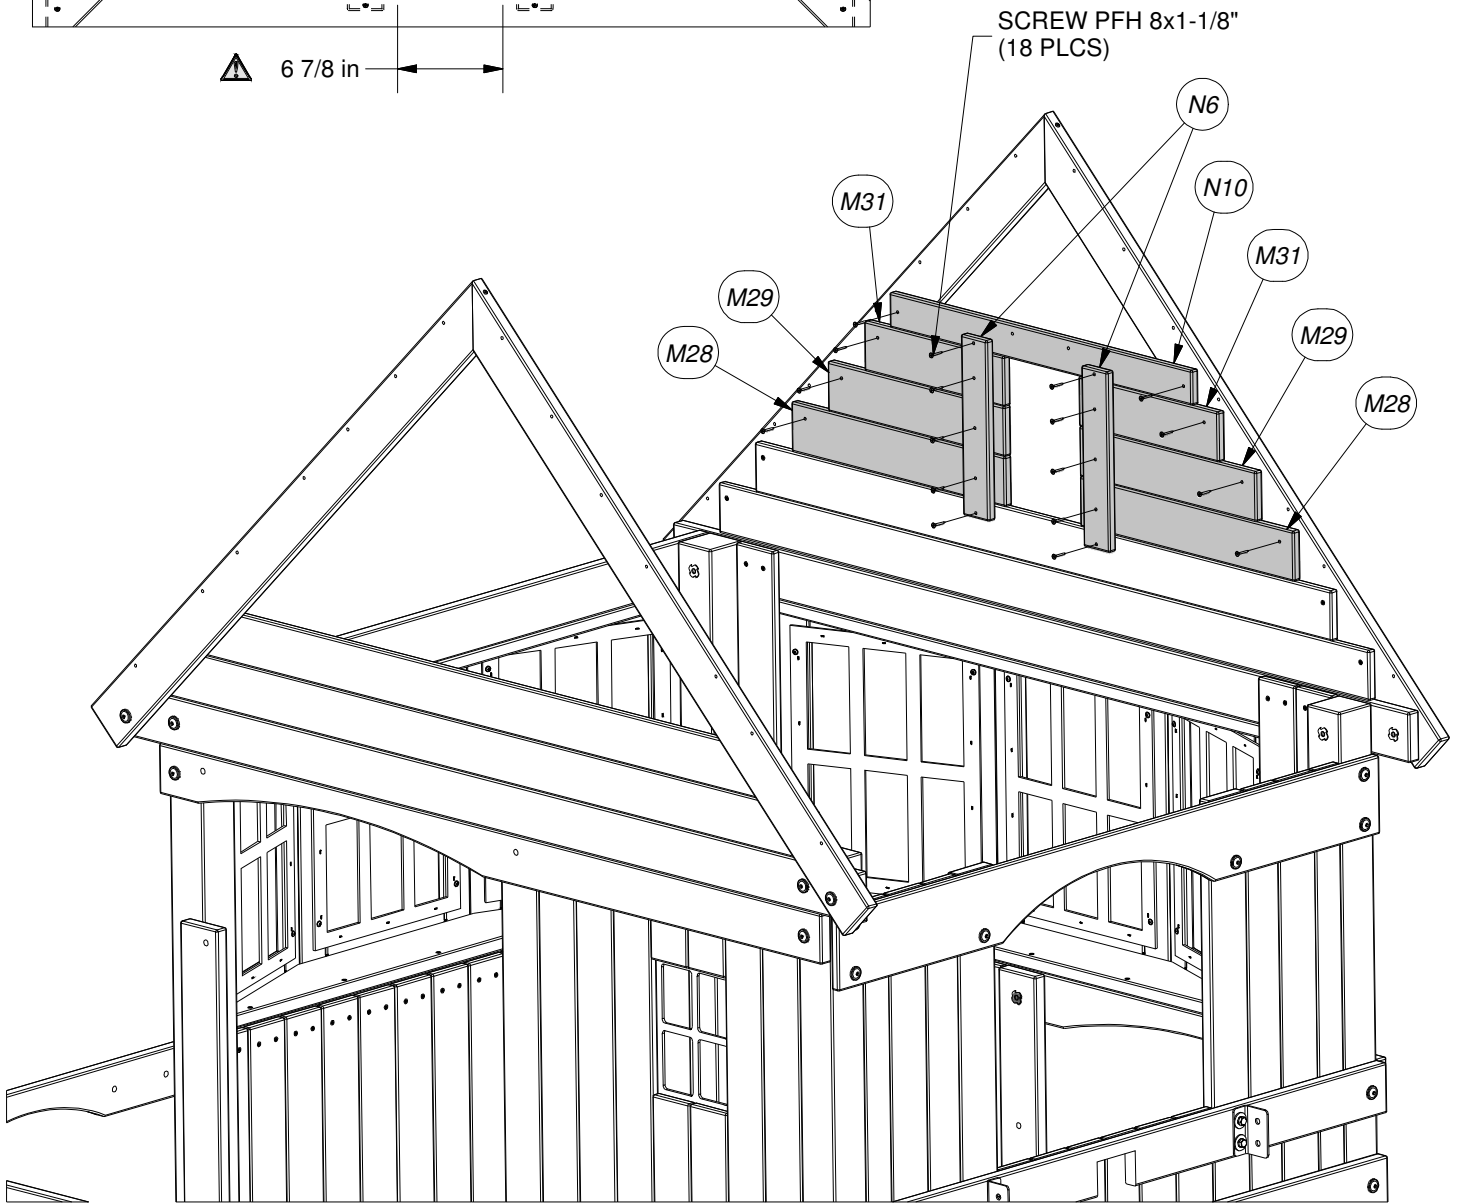 SCREW PFH 8x1-1/8"
(18 PLCS)
6 7/8 in
N6
N10
M31
M31
M29
M29
M28
M28